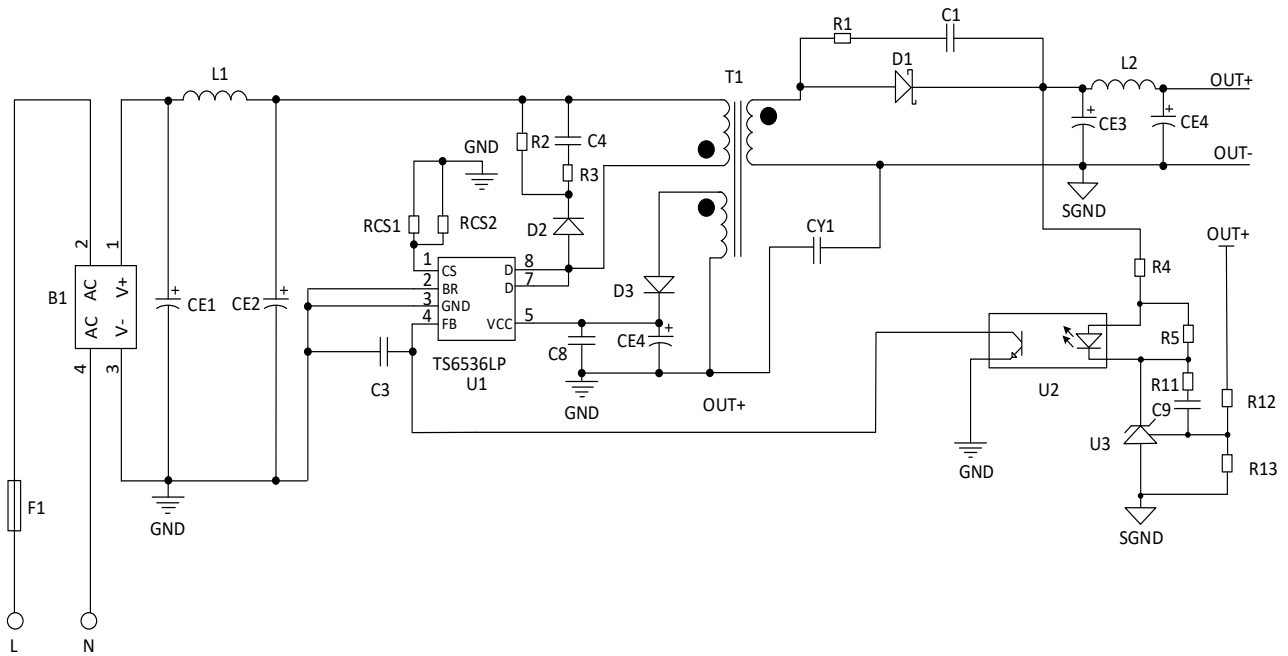 R1
C1
D1
L1
T1
L2
OUT+
CE3
CE4
R2
C4
GND
OUT-
R3
SGND
RCS1
RCS2
D2
CY1
OUT+
2
1
1
CS
D
8
R4
B1
AC
V+
2
BR
D
7
D3
CE1
CE2
3
GND
AC
V-
4
FB
VCC
5
R5
C8
CE4
4
3
TS6536LP
C3
U1
U2
R11
GND
OUT+
C9
R12
U3
R13
GND
F1
GND
SGND
L
N